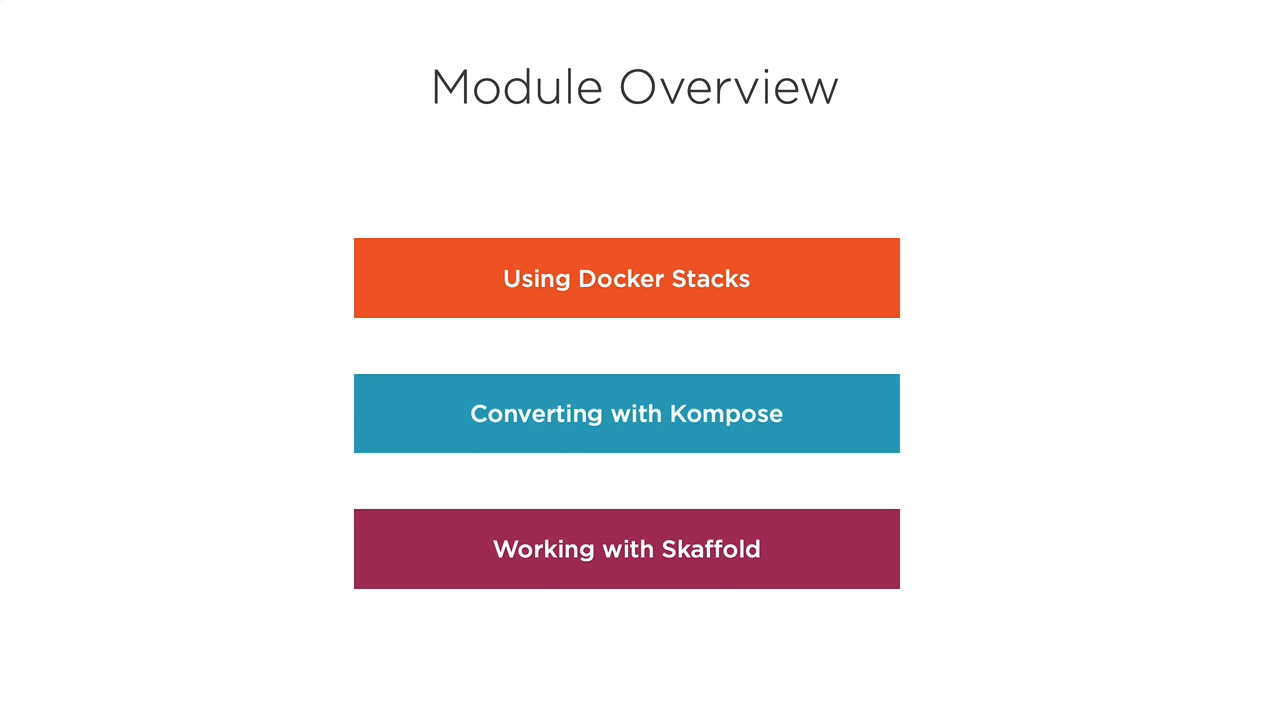 Module Overview
Using Docker Stacks
Converting with Kompose
Working with Skaffold